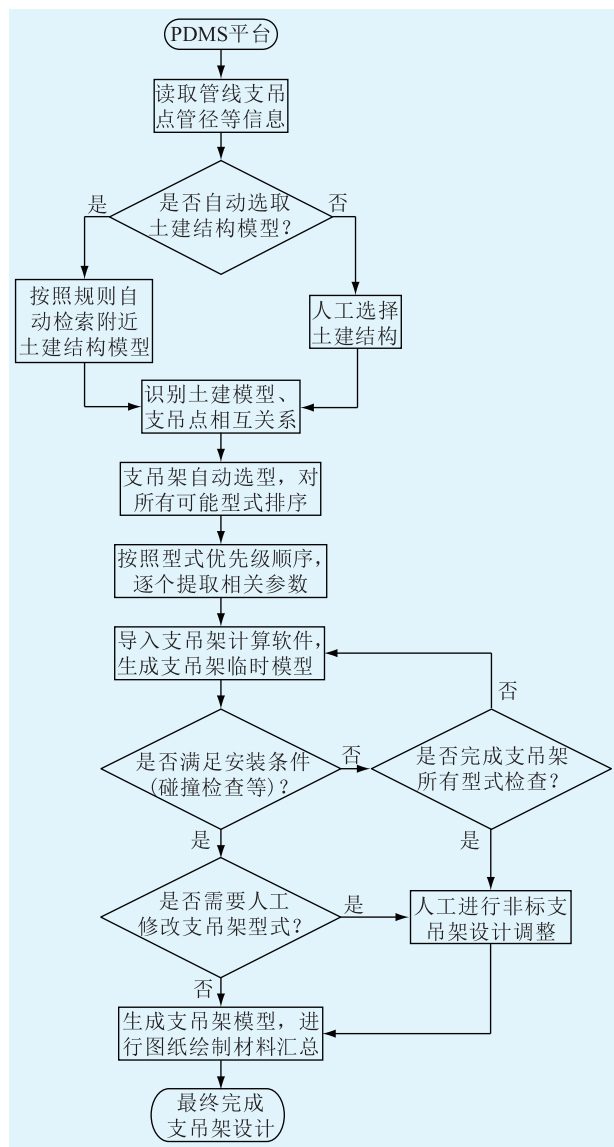 PDMS平台
读取管线支吊
点管径等信息
是否自动选取
土建结构模型？
是
否
按照规则自
动检索附近
土建结构模型
人工选择
土建结构
识别土建模型、
支吊点相互关系
支吊架自动选型，对
所有可能型式排序
按照型式优先级顺序，
逐个提取相关参数
导入支吊架计算软件，
生成支吊架临时模型
否
是否满足安装条件
(碰撞检查等)？
否
是否完成支吊架
所有型式检查？
是
是
是否需要人工
修改支吊架型式？
是
人工进行非标支
吊架设计调整
否
生成支吊架模型，进
行图纸绘制材料汇总
最终完成
支吊架设计